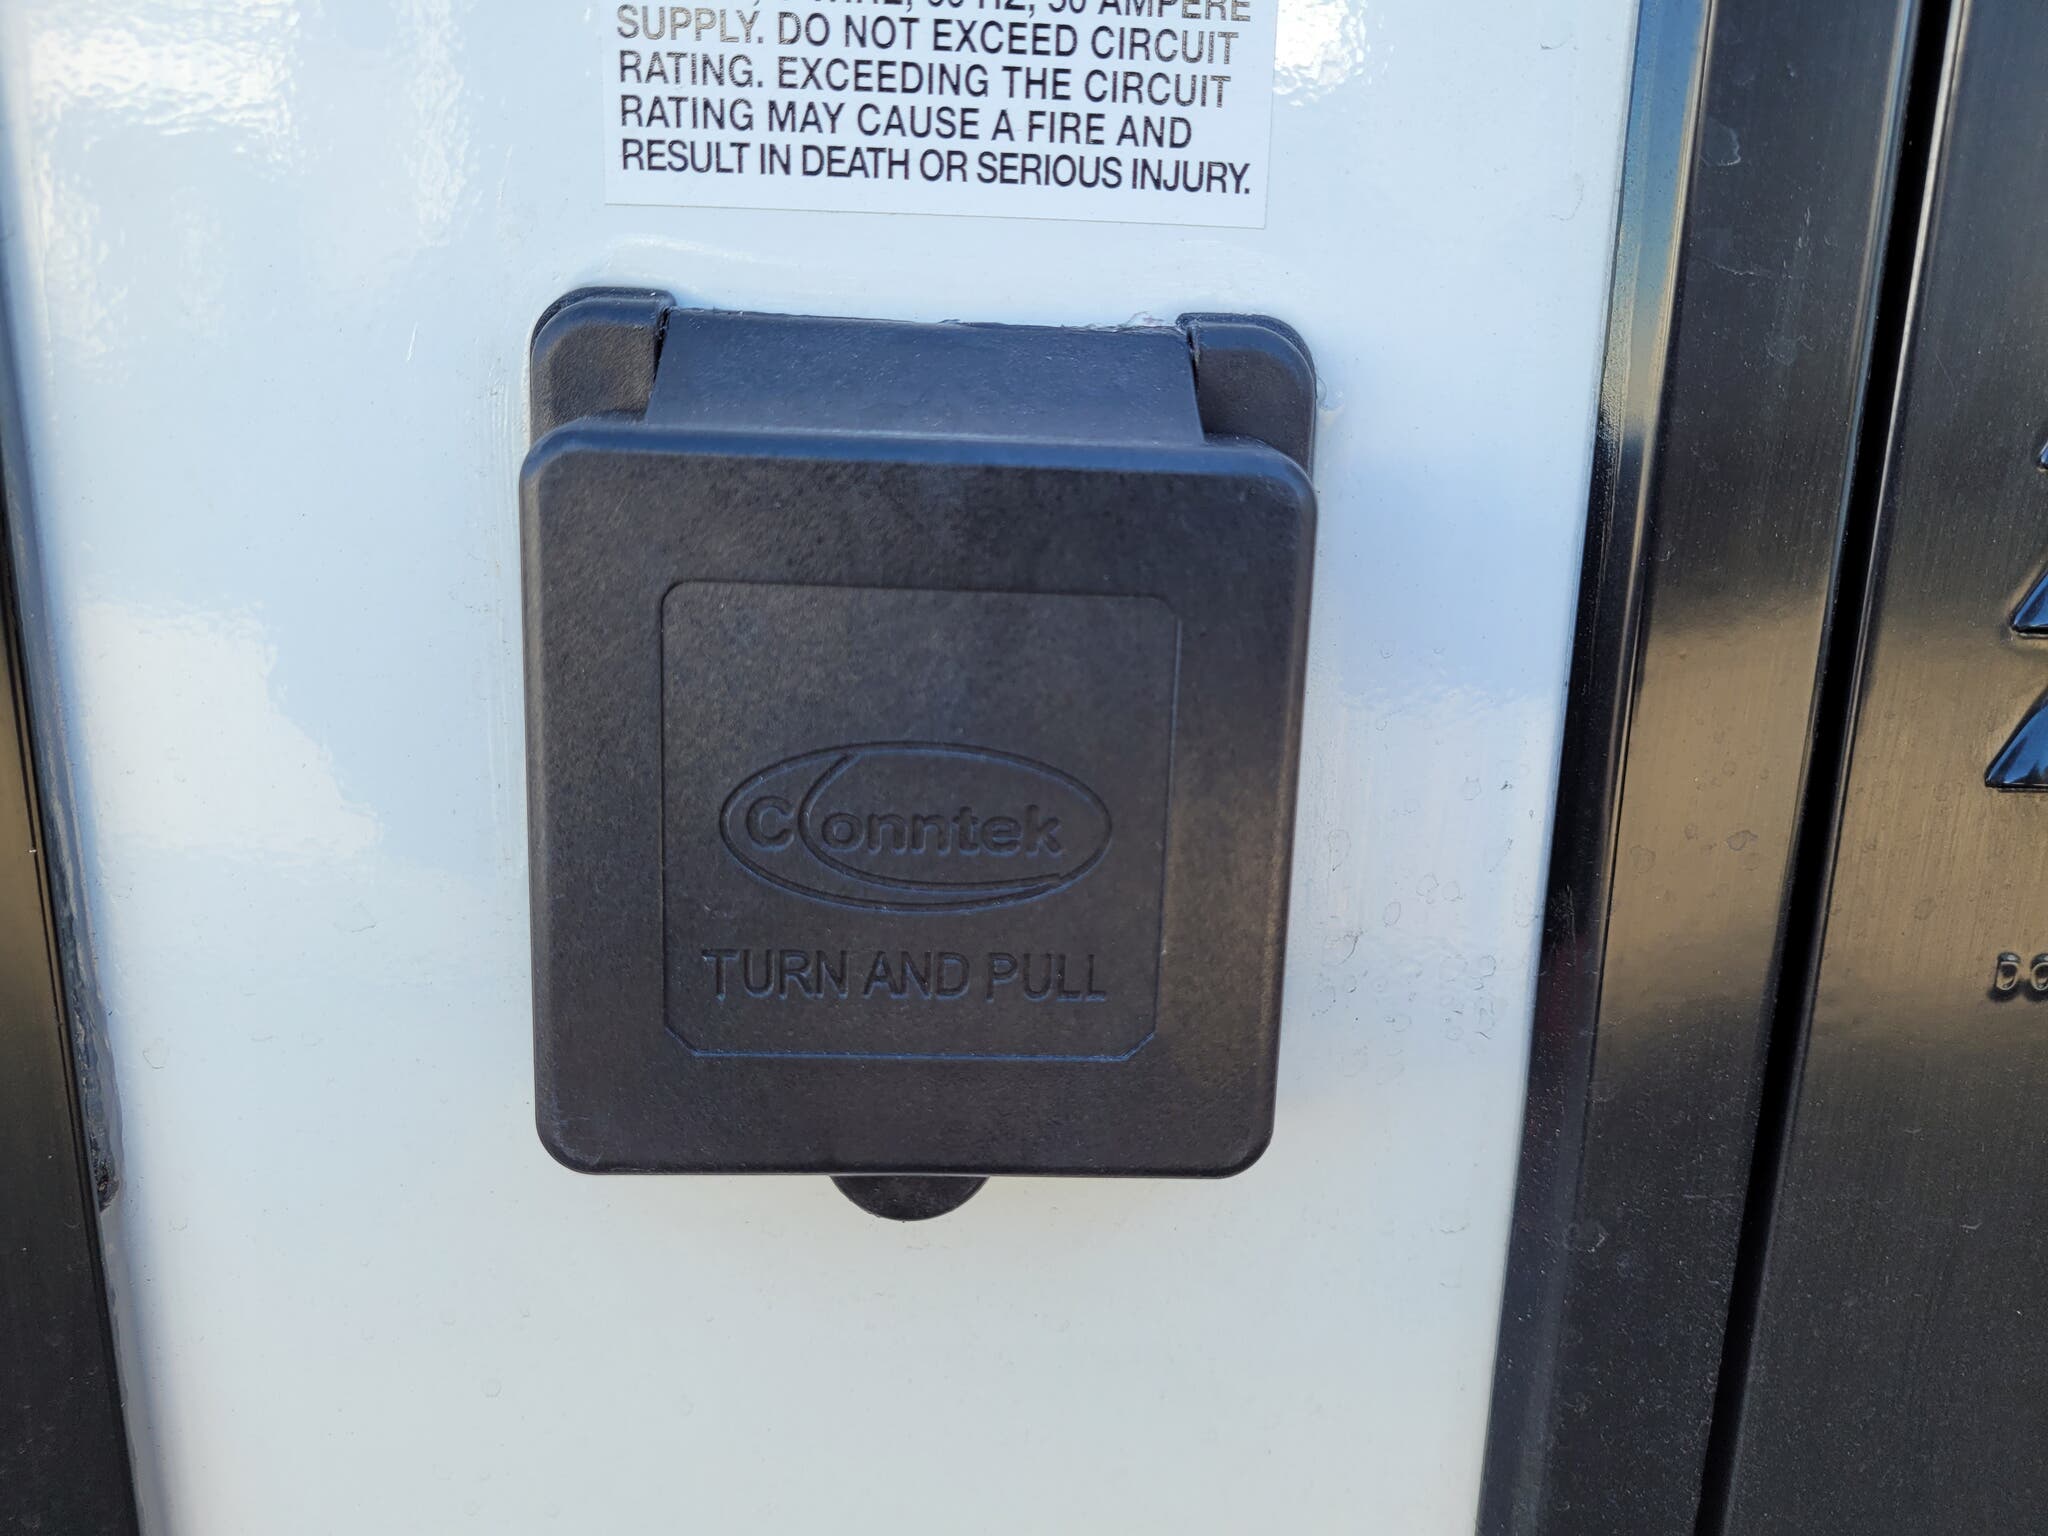 AMPERE
SUPPLY. DO NOT EXCEED CIRCUIT
RATING. EXCEEDING THE CIRCUIT
RATING MAY CAUSE A FIRE AND
RESULT IN DEATH OR SERIOUS INJURY.
Conntek
TURN AND PULL